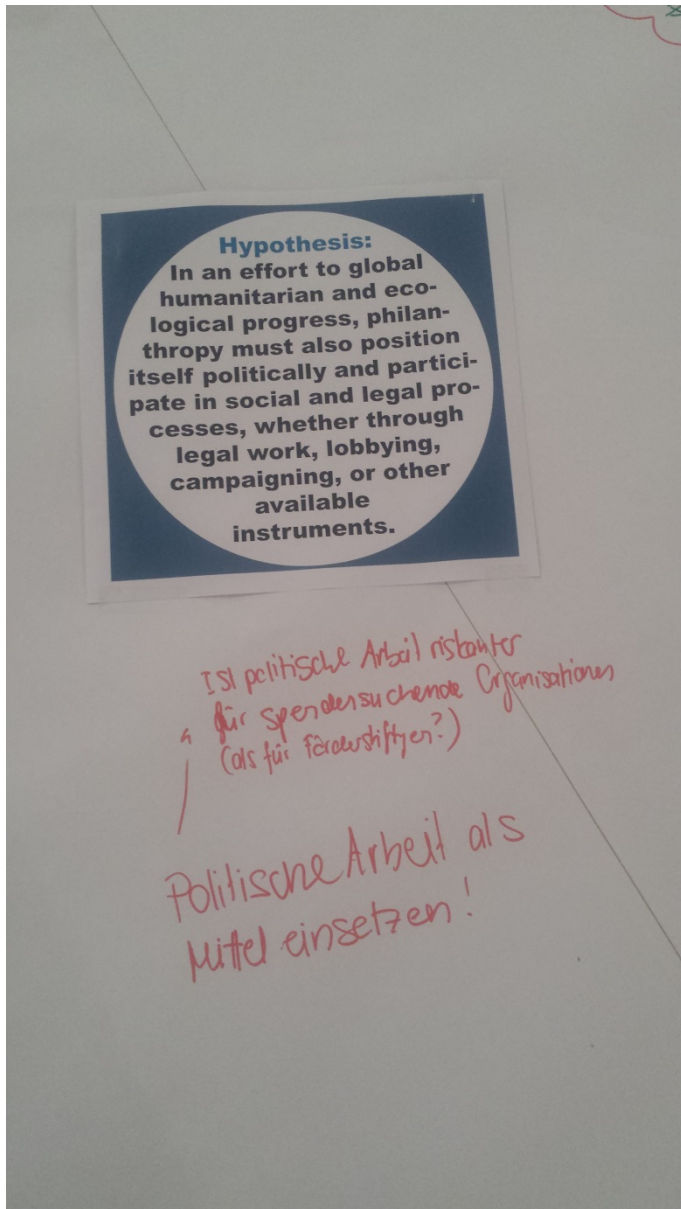 Hypothesis:
In an effort to global
humanitarian and eco-
logical progress, philan-
thropy must also position
itself politically and partici-
pate in social and legal pro-
cesses, whether through
legal work, lobbying,
campaigning, or other
available
instruments.
Ist politische Arbeit riskanter
für spendensuchende Organisationen
(als für Förderstiftgen?)
Politische Arbeit als
Mittel einsetzen!